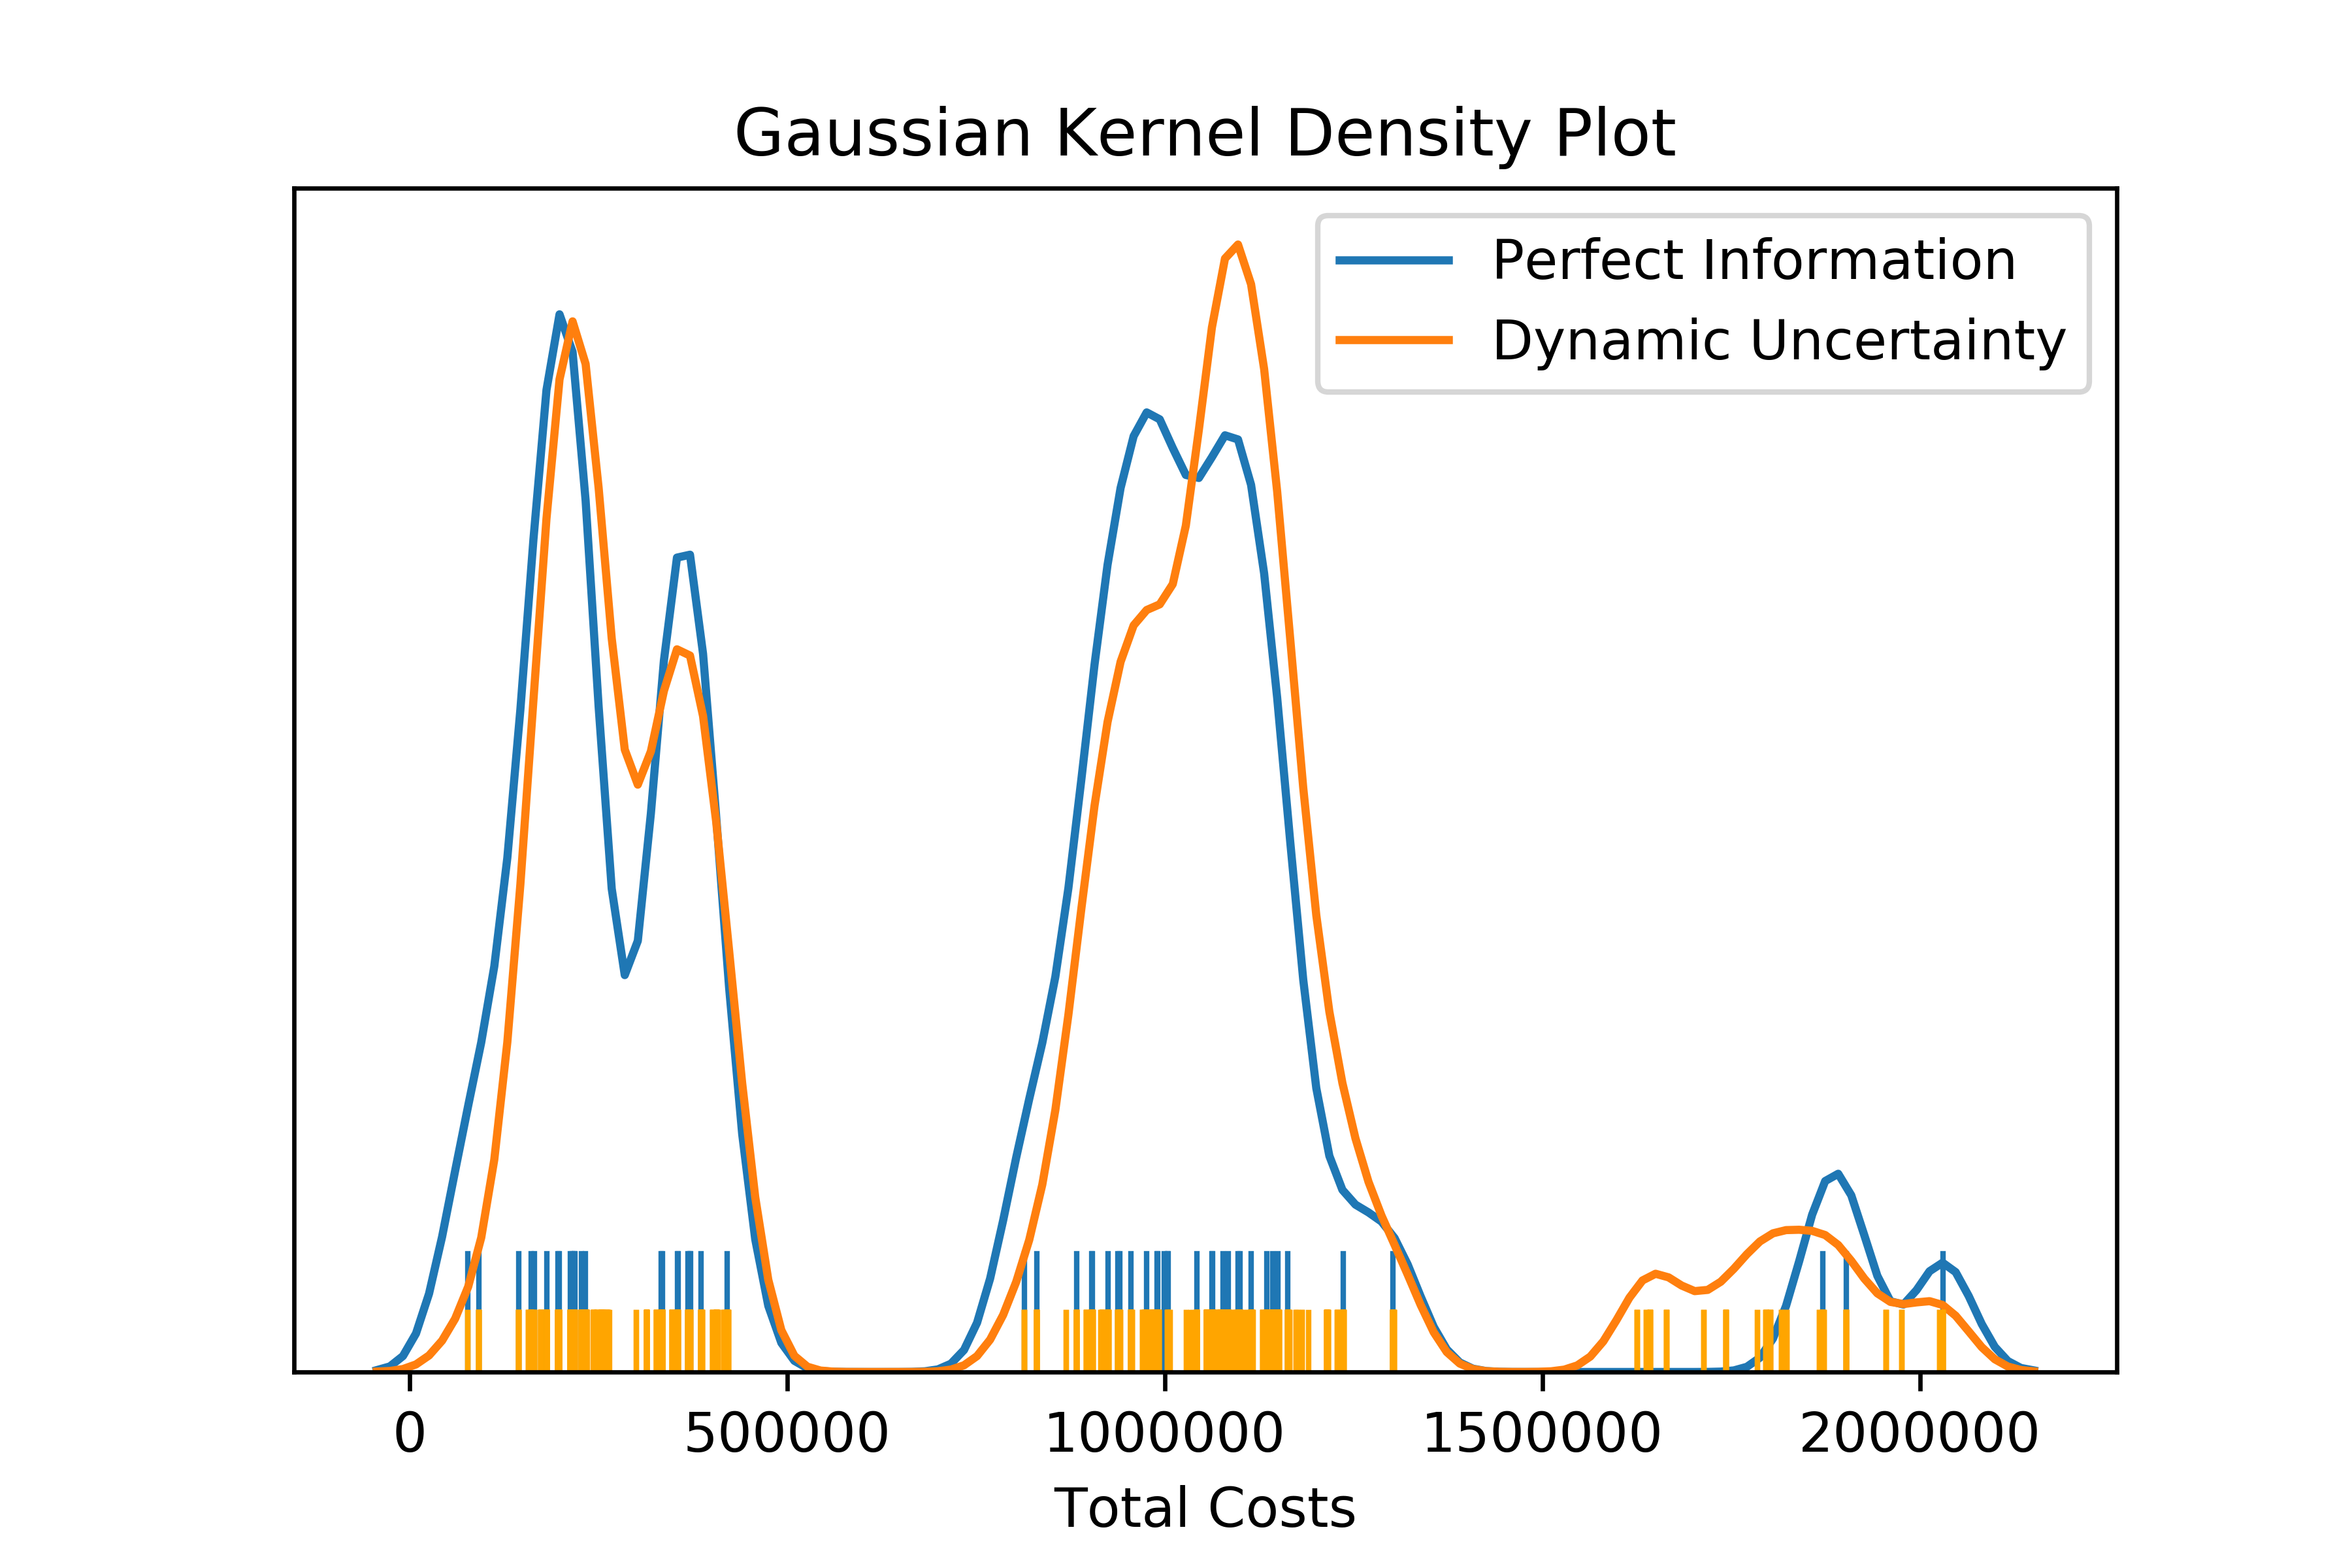 Gaussian Kernel Density Plot
Perfect Information
Dynamic Uncertainty
0 500000 1000000 1500000 2000000
Total Costs